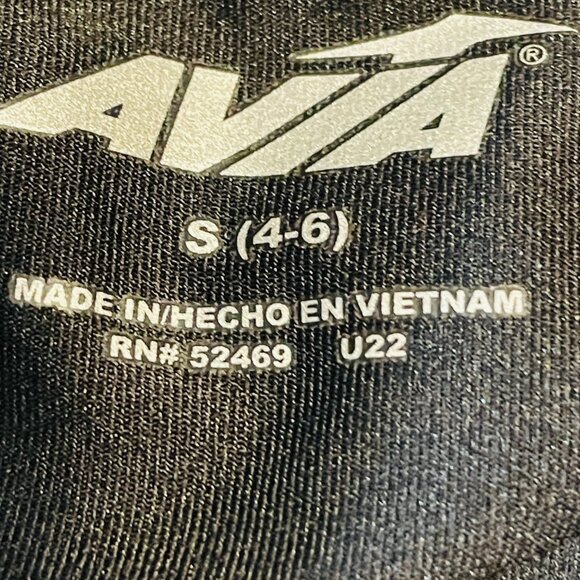 AVIA®
S (4-6)
MADE IN/HECHO EN VIETNAM
RN# 52469 U22